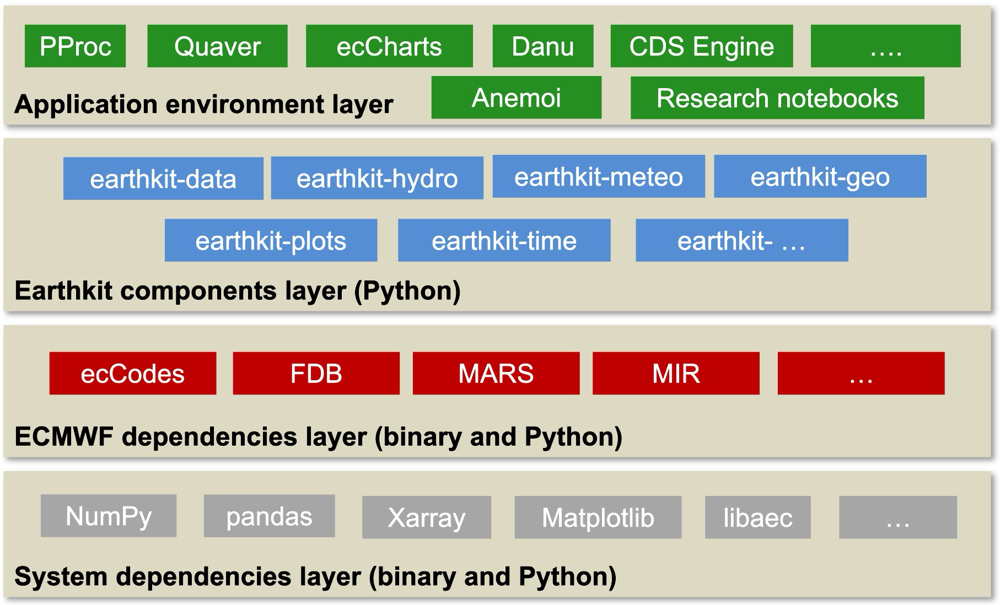 PProc Quaver ecCharts Danu CDS Engine ....
Anemoi Research notebooks
Application environment layer
earthkit-data earthkit-hydro earthkit-meteo earthkit-geo
earthkit-plots earthkit-time earthkit- …
Earthkit components layer (Python)
ecCodes FDB MARS MIR …
ECMWF dependencies layer (binary and Python)
NumPy pandas Xarray Matplotlib libaec …
System dependencies layer (binary and Python)